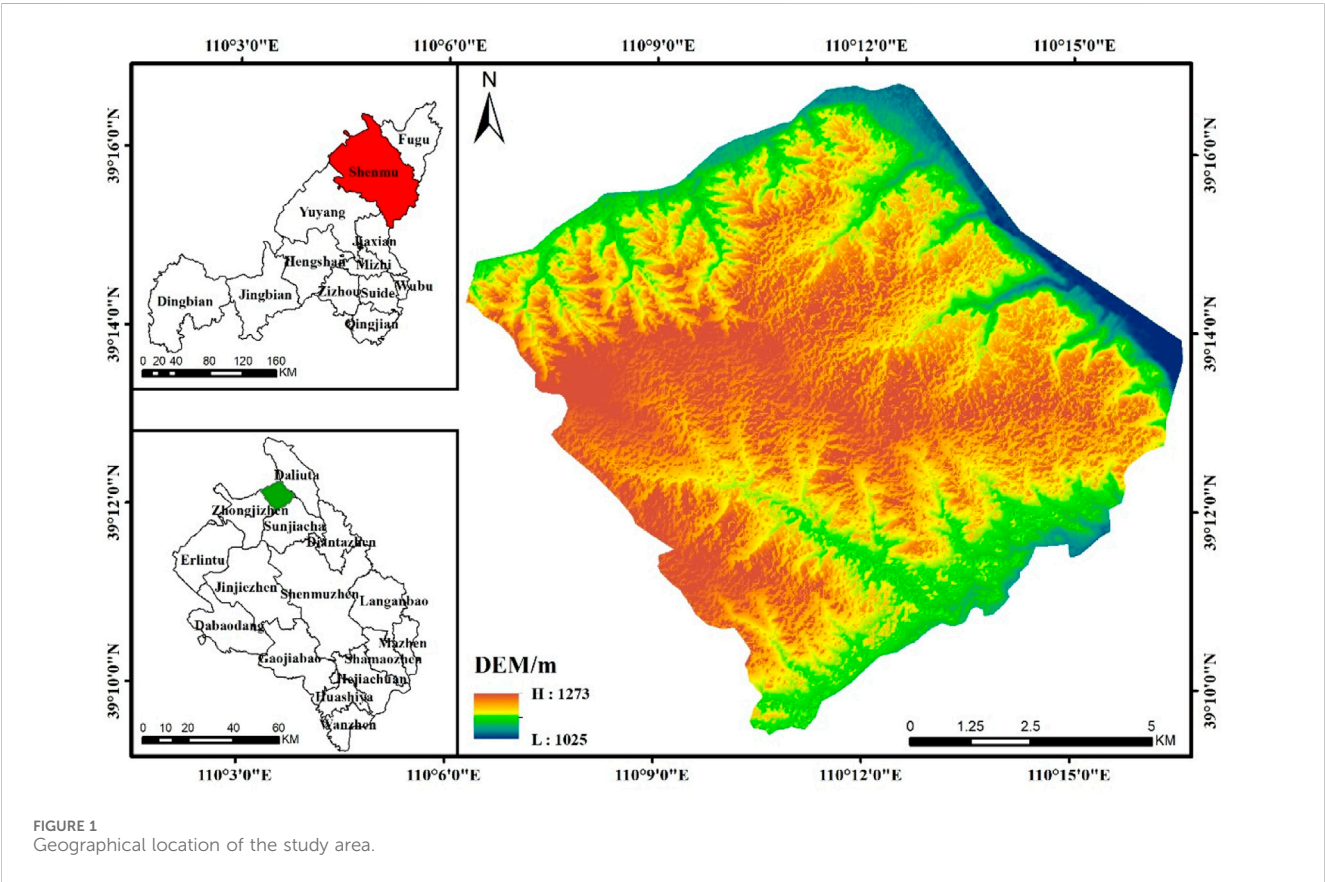 110°3'0"E 110°6'0"E 110°9'0"E 110°12'0"E 110°15'0"E
39°16'0"N
39°14'0"N
39°12'0"N
39°10'0"N
Fugu
Shenmu
Yuyang
Jiaxian
Hengshan
Mizhi
Wubu
Dingbian
Jingbian
Zizhou
Suide
Qingjian
0 20 40 80 120 160
KM
Daliuta
Zhongjizhen
Sunjiacha
Diantazhen
Erlintu
Jinjiezhen
Shenmuzhen
Langanbao
Dabaodang
Mazhen
Gaojiabao
Shamaozhen
Hejiachuan
Huashiya
Wanzhen
0 10 20 40 60
KM
N
DEM/m
H : 1273
L : 1025
0 1.25 2.5 5
KM
39°16'0"N
39°14'0"N
39°12'0"N
39°10'0"N
110°3'0"E 110°6'0"E 110°9'0"E 110°12'0"E 110°15'0"E
FIGURE 1
Geographical location of the study area.